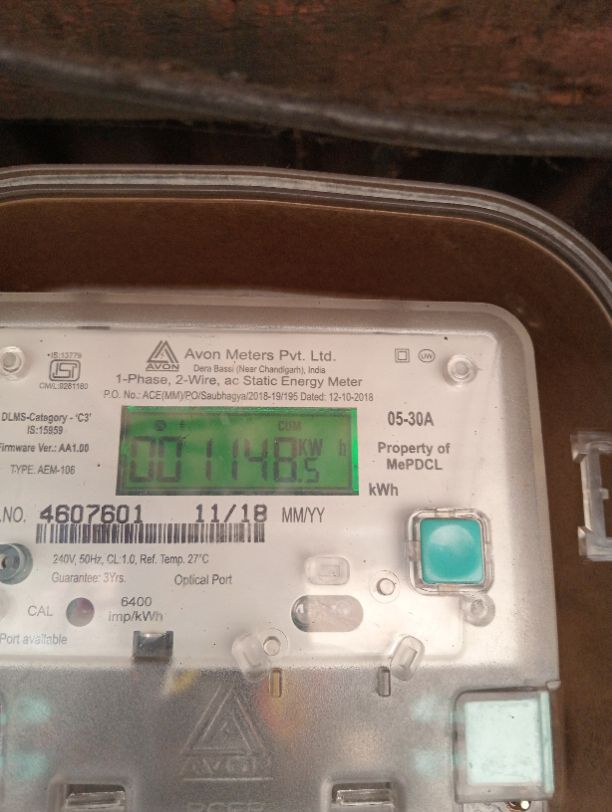 IS:13779
ISI
CM/L:9281160
AVON
Avon Meters Pvt. Ltd.
Dera Bassi (Near Chandigarh), India
UW
1-Phase, 2-Wire, ac Static Energy Meter
P.O. No.: ACE(MM)/PO/Saubhagya/2018-19/195 Dated: 12-10-2018
DLMS-Category - 'C3'
IS:15959
Firmware Ver.: AA1.00
TYPE. AEM-106
CUM
001148.5 KW h
05-30A
Property of
MePDCL
kWh
.NO. 4607601 11/18 MM/YY
240V, 50Hz, CL:1.0, Ref. Temp. 27°C
Guarantee: 3Yrs. Optical Port
CAL 6400
imp/kWh
Port available
AVON